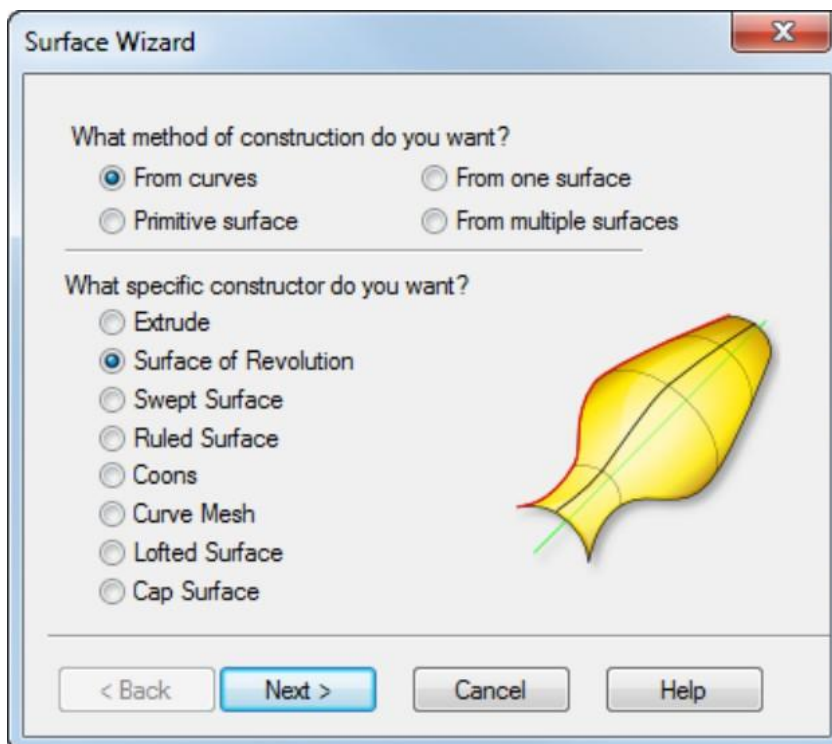 Surface Wizard
What method of construction do you want?
From curves From one surface
Primitive surface From multiple surfaces
What specific constructor do you want?
Extrude
Surface of Revolution
Swept Surface
Ruled Surface
Coons
Curve Mesh
Lofted Surface
Cap Surface
< Back Next > Cancel Help